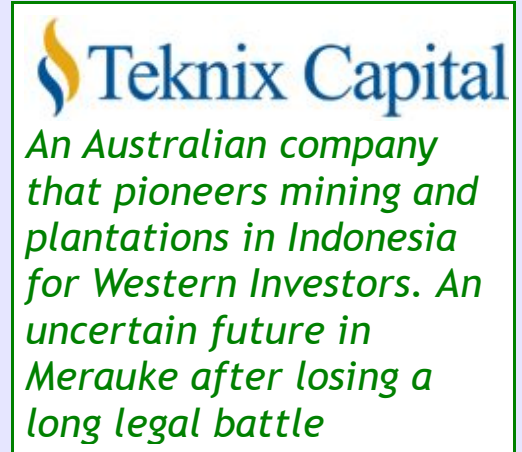 Teknix Capital
An Australian company
that pioneers mining and
plantations in Indonesia
for Western Investors. An
uncertain future in
Merauke after losing a
long legal battle